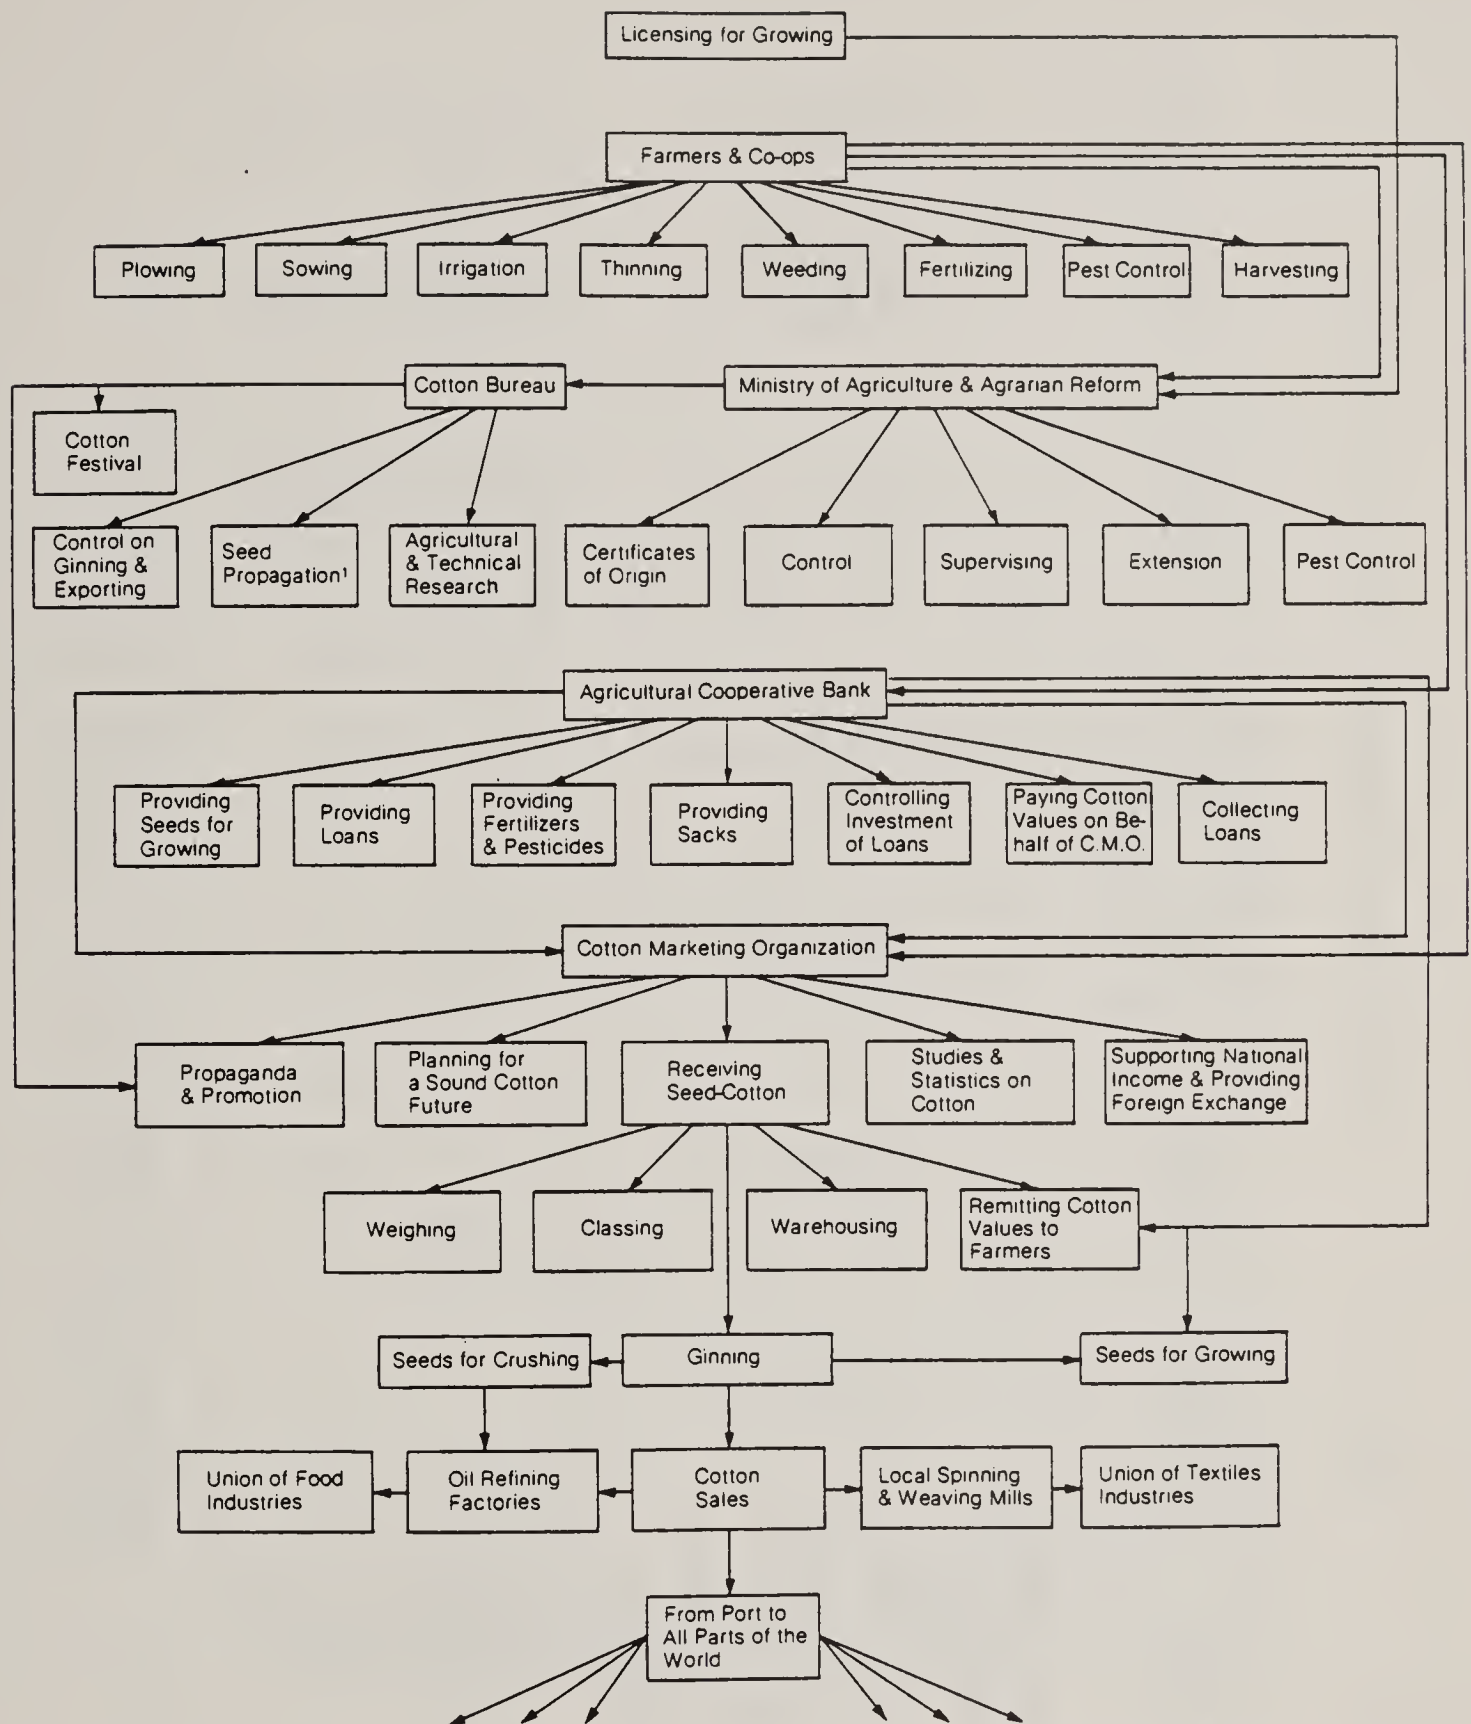 Licensing for Growing
Farmers & Co-ops
Plowing
Sowing
Irrigation
Thinning
Weeding
Fertilizing
Pest Control
Harvesting
Cotton Bureau
Ministry of Agriculture & Agrarian Reform
Cotton
Festival
Control on
Ginning &
Exporting
Seed
Propagation¹
Agricultural
& Technical
Research
Certificates
of Origin
Control
Supervising
Extension
Pest Control
Agricultural Cooperative Bank
Providing
Seeds for
Growing
Providing
Loans
Providing
Fertilizers
& Pesticides
Providing
Sacks
Controlling
Investment
of Loans
Paying Cotton
Values on Be-
half of C.M.O.
Collecting
Loans
Cotton Marketing Organization
Propaganda
& Promotion
Planning for
a Sound Cotton
Future
Receiving
Seed-Cotton
Studies &
Statistics on
Cotton
Supporting National
Income & Providing
Foreign Exchange
Weighing
Classing
Warehousing
Remitting Cotton
Values to
Farmers
Seeds for Crushing
Ginning
Seeds for Growing
Union of Food
Industries
Oil Refining
Factories
Cotton
Sales
Local Spinning
& Weaving Mills
Union of Textiles
Industries
From Port to
All Parts of the
World